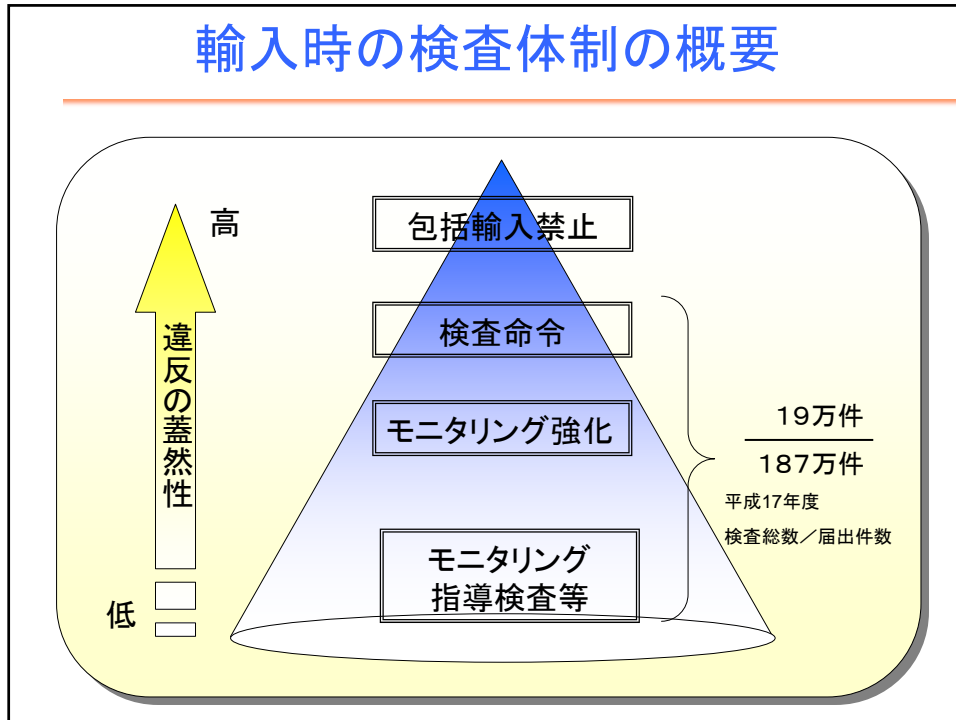 輸入時の検査体制の概要
高
包括輸入禁止
検査命令
違反の蓋然性
モニタリング強化
19万件
187万件
平成17年度
検査総数/届出件数
モニタリング
指導検査等
低